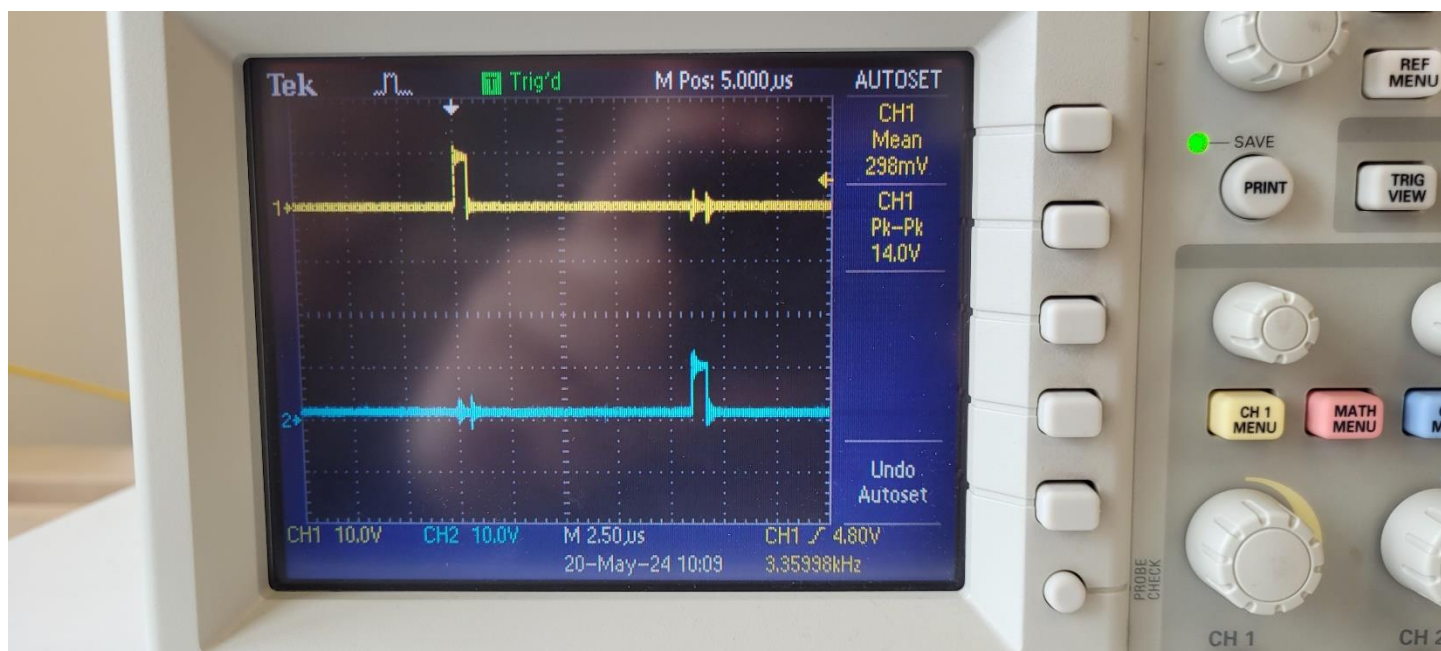 Tek
T Trig'd
M Pos: 5.000µs
AUTOSET
CH1
Mean
298mV
CH1
Pk-Pk
14.0V
1
2
Undo
Autoset
CH1 10.0V
CH2 10.0V
M 2.50µs
CH1 4.80V
20-May-24 10:09
3.35998kHz
REF
MENU
SAVE
PRINT
TRIG
VIEW
CH 1
MENU
MATH
MENU
PROBE
CHECK
CH 1
CH